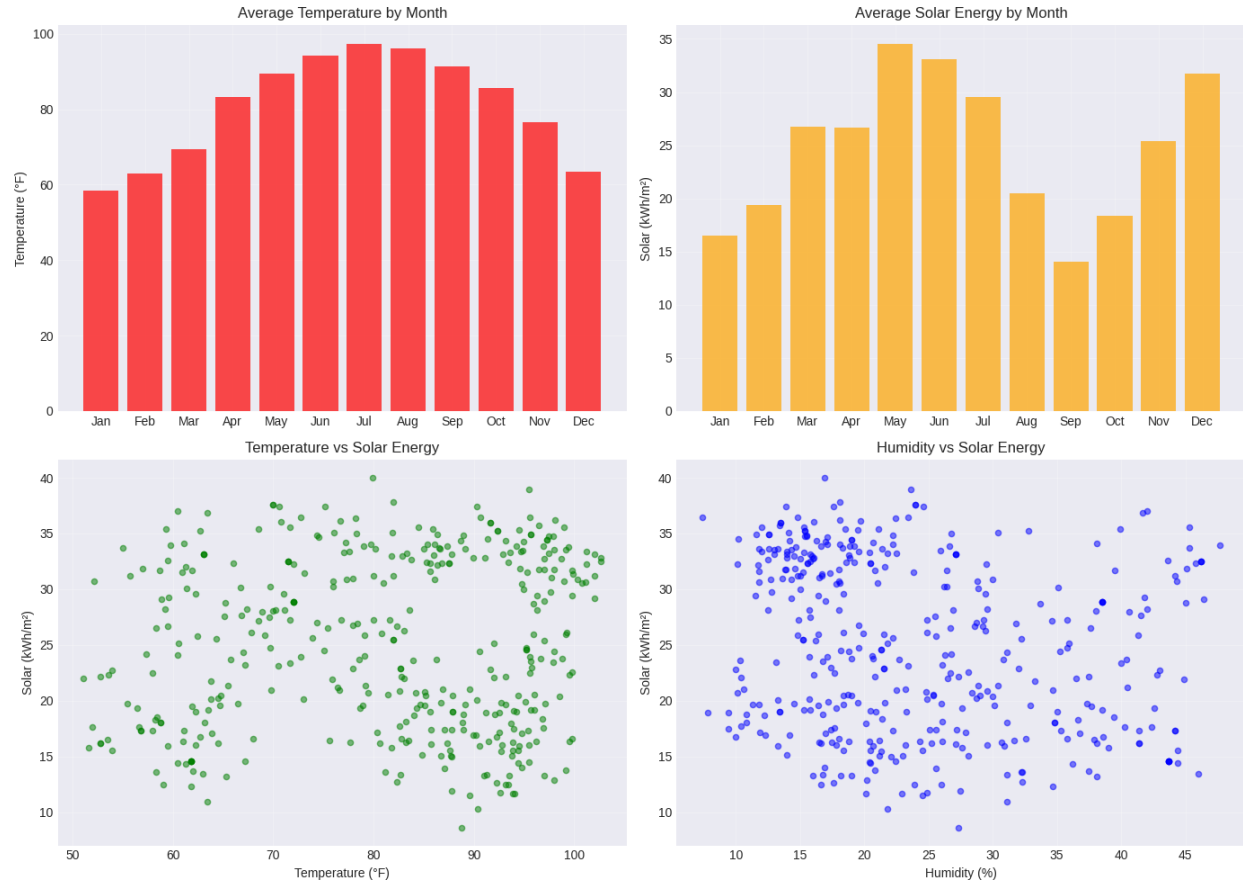 Average Temperature by Month
Temperature (°F)
100
80
60
40
20
0
Jan Feb Mar Apr May Jun Jul Aug Sep Oct Nov Dec
Average Solar Energy by Month
Solar (kWh/m²)
35
30
25
20
15
10
5
0
Jan Feb Mar Apr May Jun Jul Aug Sep Oct Nov Dec
Temperature vs Solar Energy
Solar (kWh/m²)
40
35
30
25
20
15
10
50 60 70 80 90 100
Temperature (°F)
Humidity vs Solar Energy
Solar (kWh/m²)
40
35
30
25
20
15
10
10 15 20 25 30 35 40 45
Humidity (%)